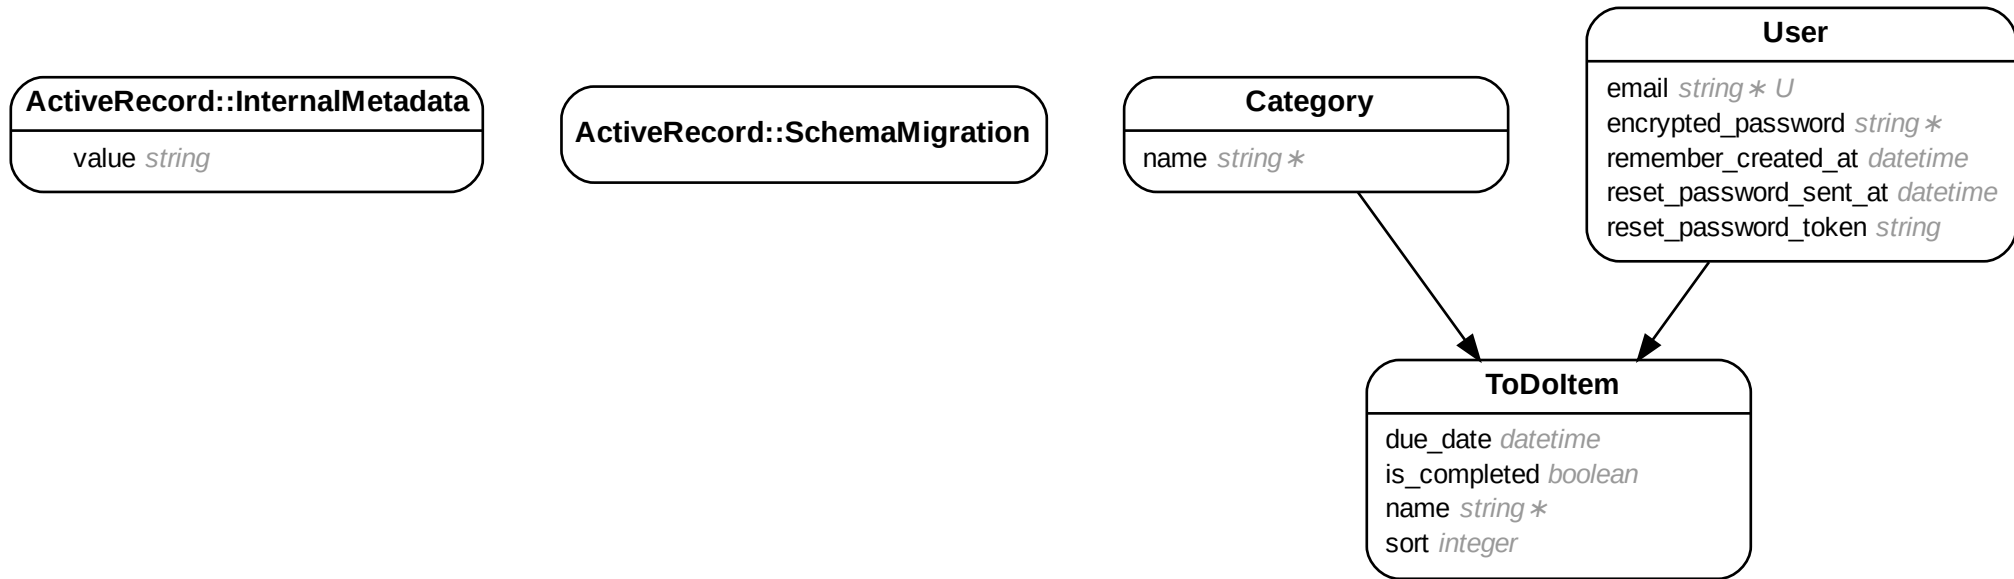 ActiveRecord::InternalMetadata
value string
ActiveRecord::SchemaMigration
Category
name string ∗
User
email string ∗ U
encrypted_password string ∗
remember_created_at datetime
reset_password_sent_at datetime
reset_password_token string
ToDoItem
due_date datetime
is_completed boolean
name string ∗
sort integer